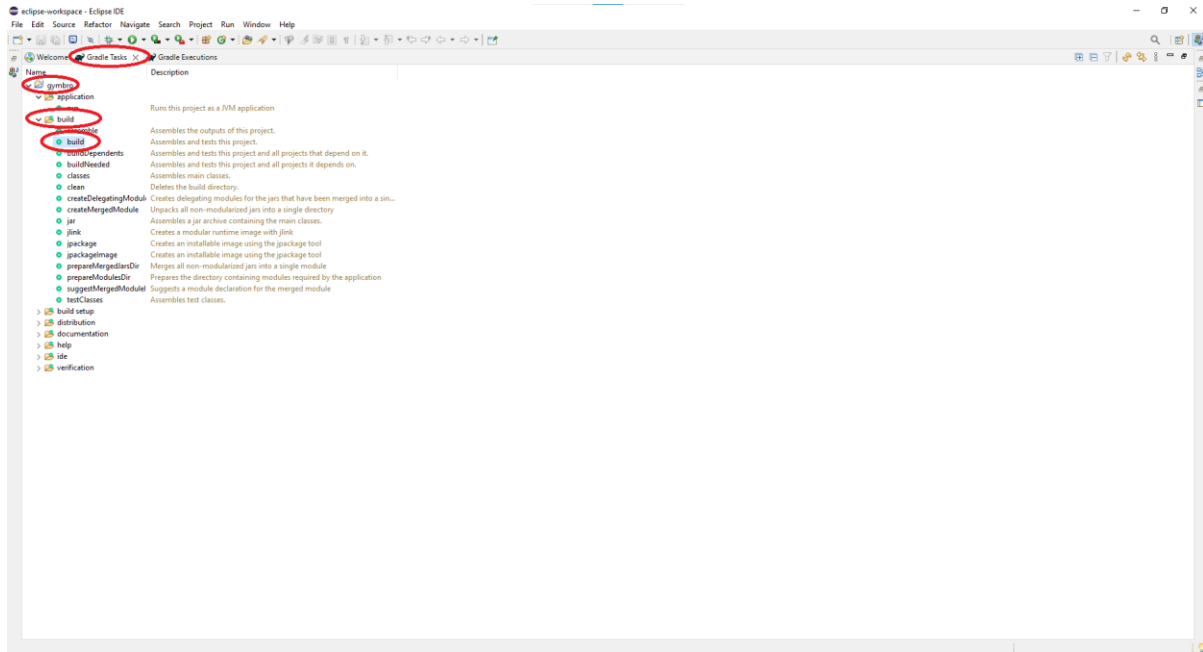 eclipse-workspace - Eclipse IDE
File Edit Source Refactor Navigate Search Project Run Window Help
Welcome Gradle Tasks Gradle Executions
Name Description
gymbro
application
run Runs this project as a JVM application
build
assemble Assembles the outputs of this project.
build Assembles and tests this project.
buildDependents Assembles and tests this project and all projects that depend on it.
buildNeeded Assembles and tests this project and all projects it depends on.
classes Assembles main classes.
clean Deletes the build directory.
createDelegatingModul Creates delegating modules for the jars that have been merged into a sin...
createMergedModule Unpacks all non-modularized jars into a single directory
jar Assembles a jar archive containing the main classes.
jlink Creates a modular runtime image with jlink
jpackage Creates an installable image using the jpackage tool
jpackageImage Creates an installable image using the jpackage tool
prepareMergedJarsDir Merges all non-modularized jars into a single module
prepareModulesDir Prepares the directory containing modules required by the application
suggestMergedModuleI Suggests a module declaration for the merged module
testClasses Assembles test classes.
build setup
distribution
documentation
help
ide
verification